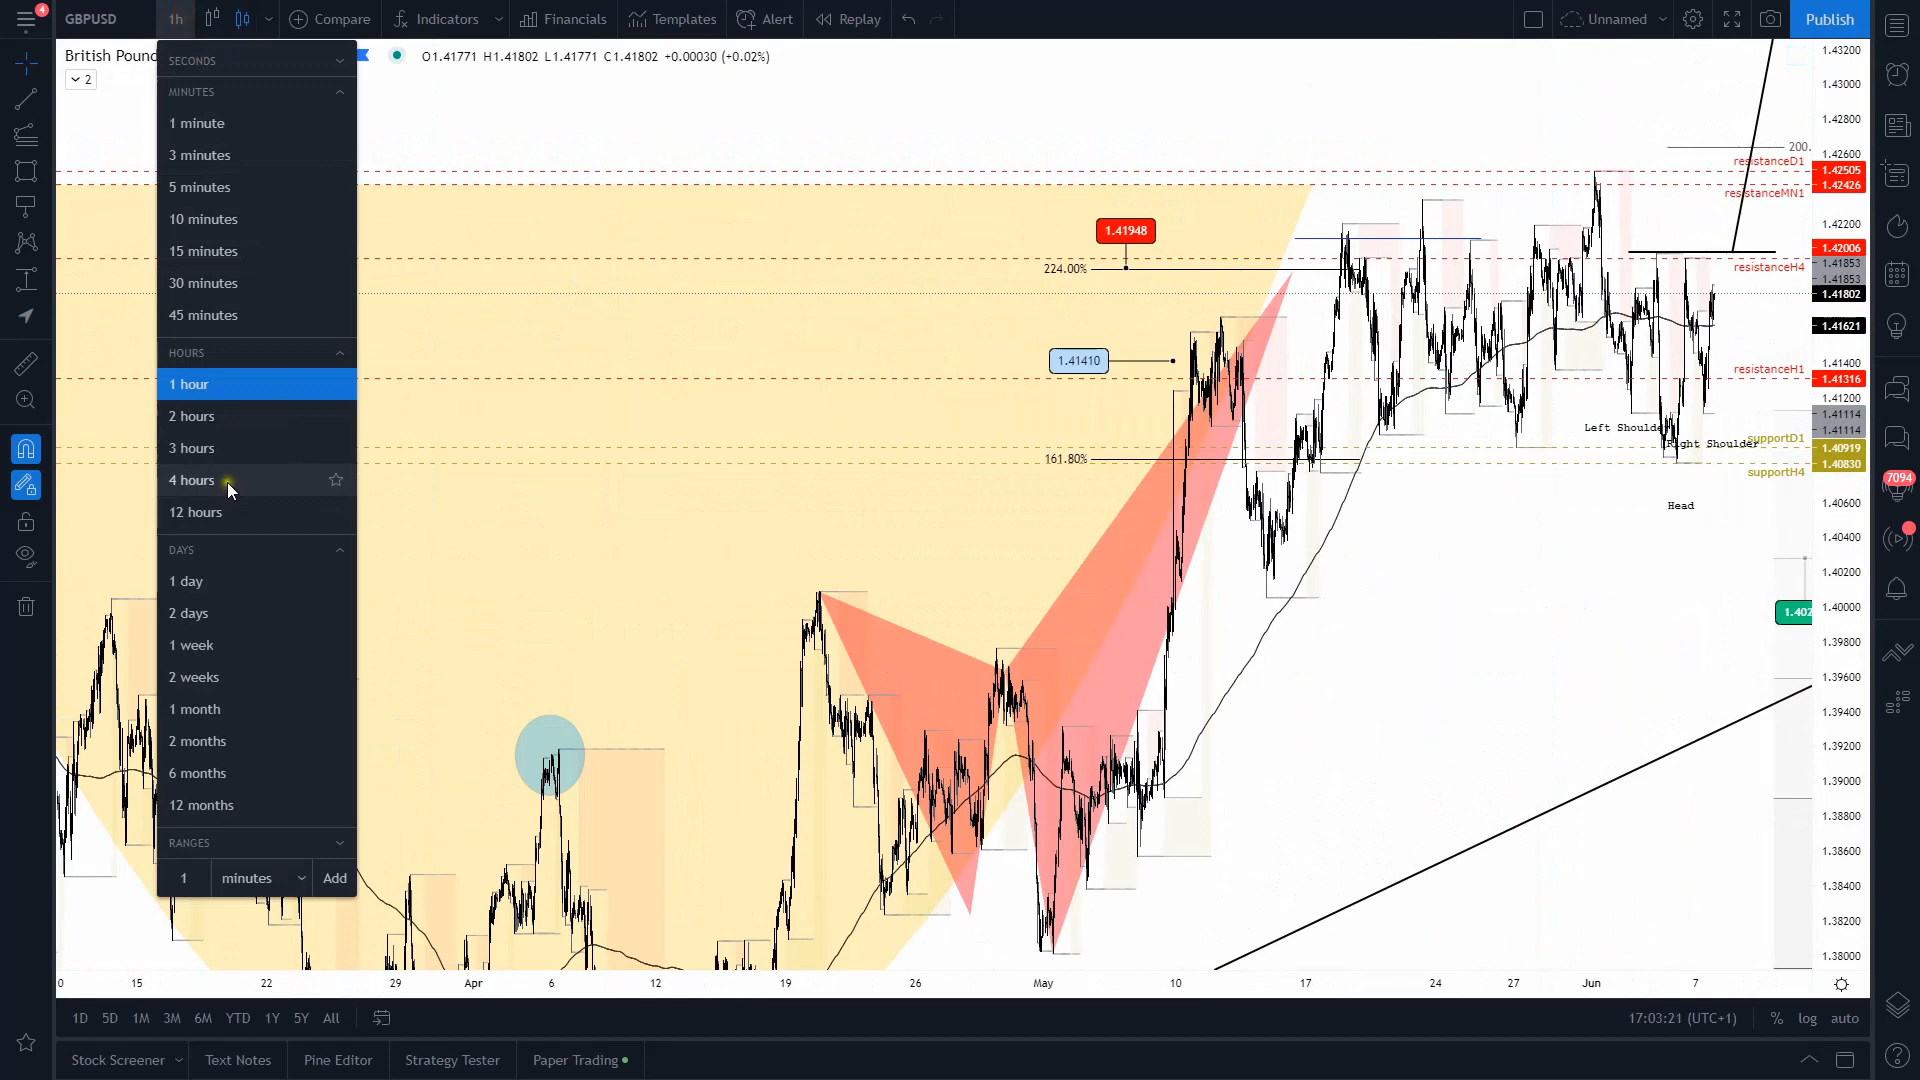 4
GBPUSD
1h
Compare
Indicators
Financials
Templates
Alert
Replay
Unnamed
Publish
British Pound
O1.41771 H1.41802 L1.41771 C1.41802 +0.00030 (+0.02%)
2
SECONDS
MINUTES
1 minute
3 minutes
5 minutes
10 minutes
15 minutes
30 minutes
45 minutes
HOURS
1 hour
2 hours
3 hours
4 hours
12 hours
DAYS
1 day
2 days
1 week
2 weeks
1 month
2 months
6 months
12 months
RANGES
1
minutes
Add
1.41948
224.00%
1.41410
161.80%
200.
resistanceD1
resistanceMN1
resistanceH4
resistanceH1
Left Shoulde
Right Shoulder
supportD1
supportH4
Head
1.402
1.43200
1.43000
1.42800
1.42600
1.42505
1.42426
1.42200
1.42006
1.41853
1.41853
1.41802
1.41621
1.41400
1.41316
1.41200
1.41114
1.41114
1.40919
1.40830
1.40600
1.40400
1.40200
1.40000
1.39800
1.39600
1.39400
1.39200
1.39000
1.38800
1.38600
1.38400
1.38200
1.38000
7094
0
15
22
29
Apr
6
12
19
26
May
10
17
24
27
Jun
7
1D
5D
1M
3M
6M
YTD
1Y
5Y
All
17:03:21 (UTC+1)
%
log
auto
Stock Screener
Text Notes
Pine Editor
Strategy Tester
Paper Trading